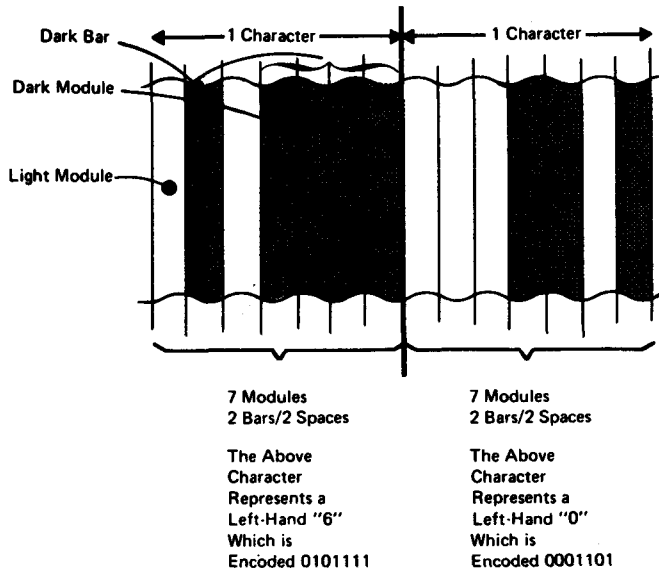 Dark Bar
1 Character
1 Character
Dark Module
Light Module
7 Modules
2 Bars/2 Spaces
The Above
Character
Represents a
Left-Hand "6"
Which is
Encoded 0101111
7 Modules
2 Bars/2 Spaces
The Above
Character
Represents a
Left-Hand "0"
Which is
Encoded 0001101